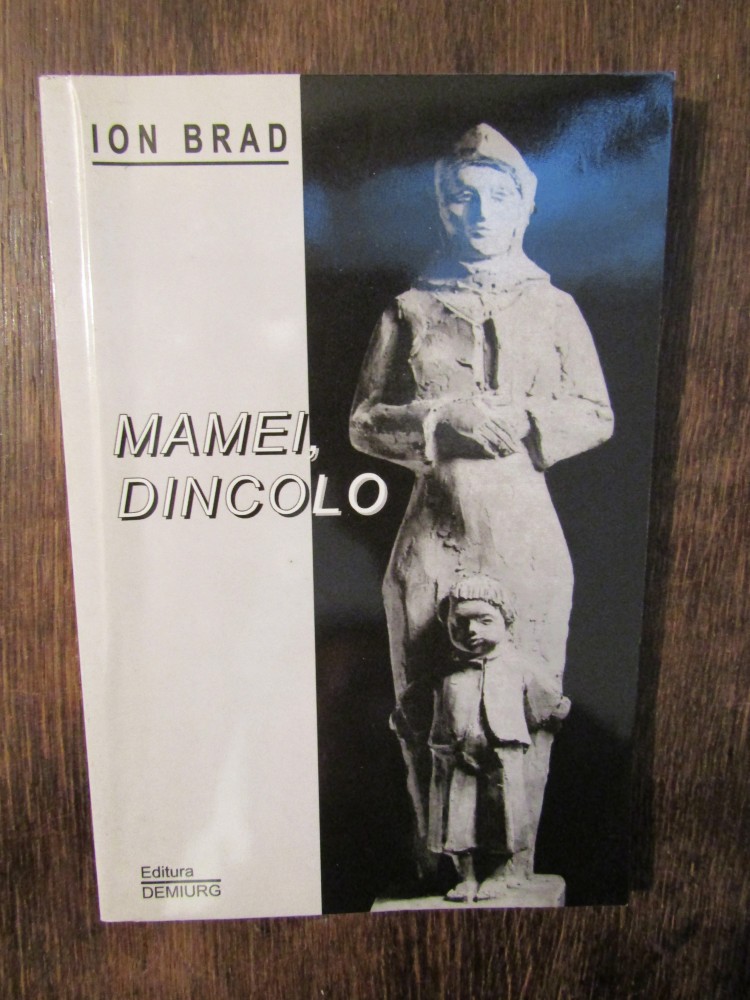 ION BRAD
MAMEI,
DINCOLO
Editura
DEMIURG